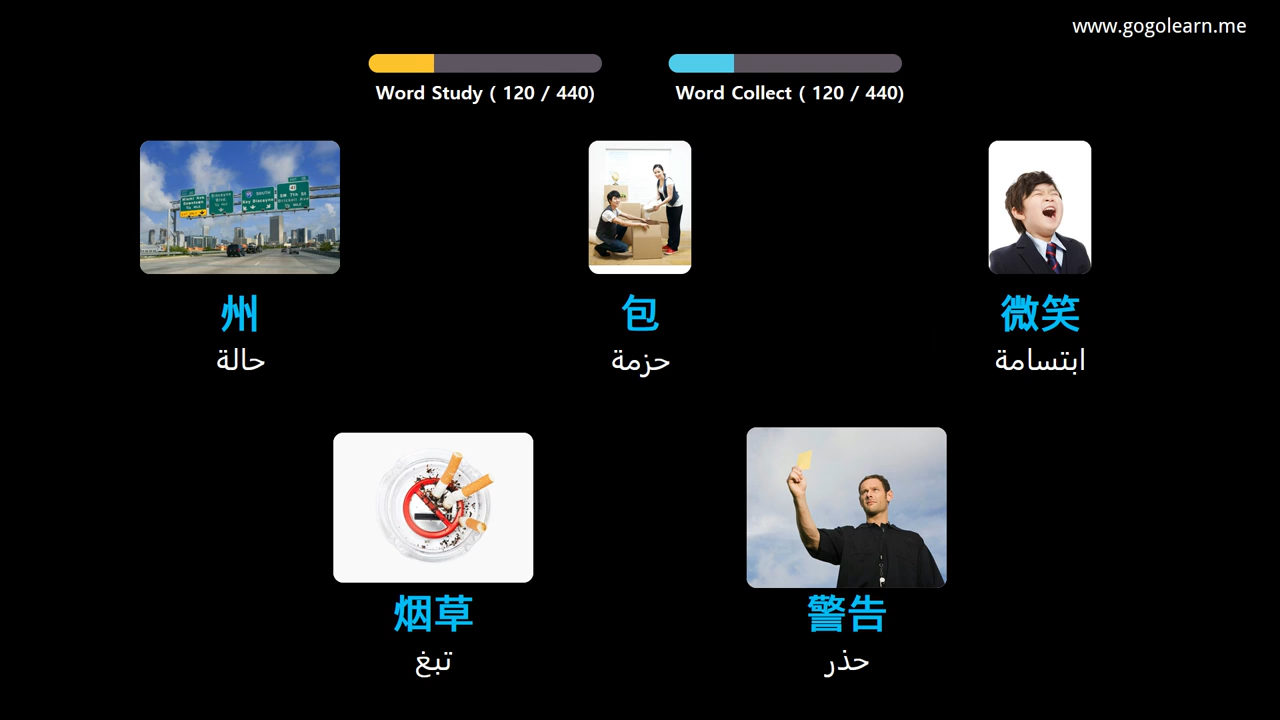 www.gogolearn.me
Word Study ( 120 / 440)
Word Collect ( 120 / 440)
州
حالة
包
حزمة
微笑
ابتسامة
烟草
تبغ
警告
حذر